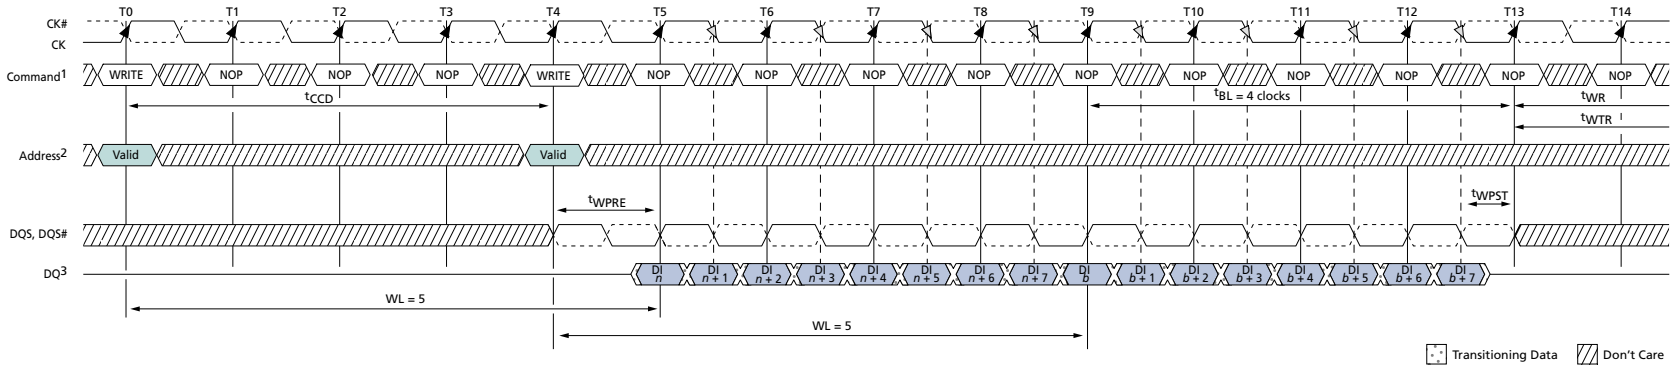 T0 T1 T2 T3 T4 T5 T6 T7 T8 T9 T10 T11 T12 T13 T14
CK#
CK
Command1 WRITE NOP NOP NOP WRITE NOP NOP NOP NOP NOP NOP NOP NOP NOP NOP
tCCD tBL = 4 clocks tWR
tWTR
Address2 Valid Valid
tWPRE tWPST
DQS, DQS#
DI DI DI DI DI DI DI DI DI DI DI DI DI DI DI DI
DQ3 n n + 1 n + 2 n + 3 n + 4 n + 5 n + 6 n + 7 b b + 1 b + 2 b + 3 b + 4 b + 5 b + 6 b + 7
WL = 5
WL = 5
Transitioning Data Don't Care